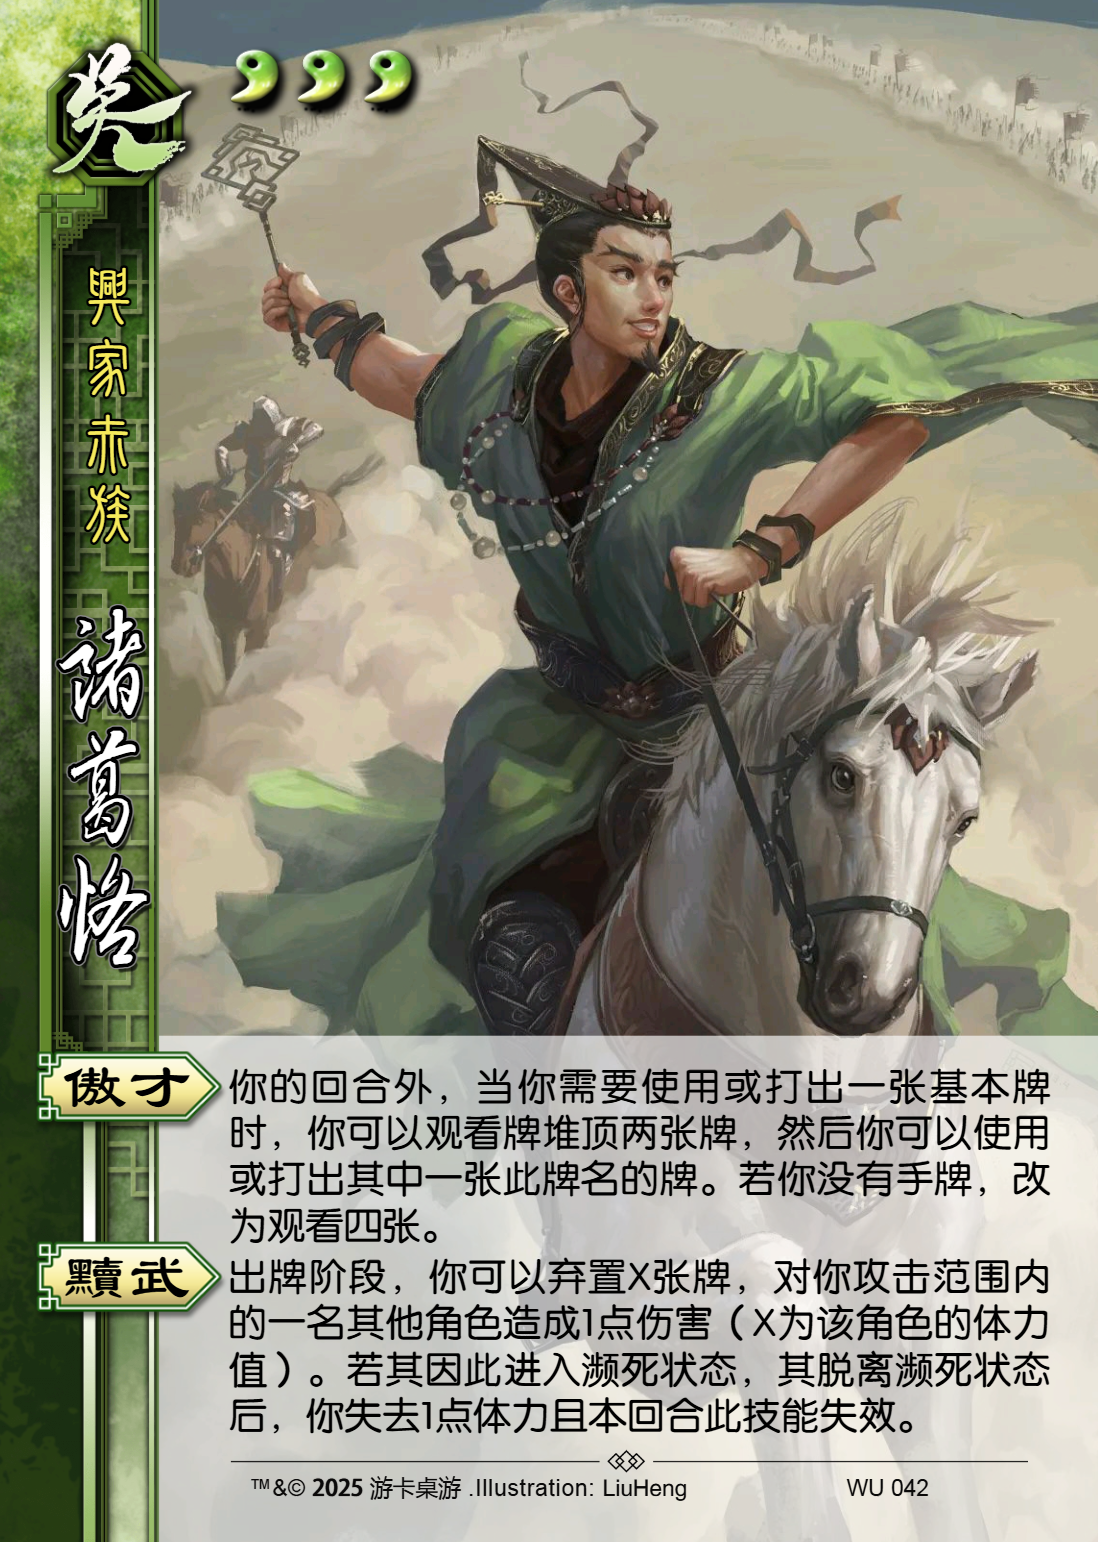 吴
興家赤族
諸葛恪
傲才
你的回合外，当你需要使用或打出一张基本牌
时，你可以观看牌堆顶两张牌，然后你可以使用
或打出其中一张此牌名的牌。若你没有手牌，改
为观看四张。
黷武
出牌阶段，你可以弃置X张牌，对你攻击范围内
的一名其他角色造成1点伤害（X为该角色的体力
值）。若其因此进入濒死状态，其脱离濒死状态
后，你失去1点体力且本回合此技能失效。
™&© 2025 游卡桌游 .Illustration: LiuHeng
WU 042